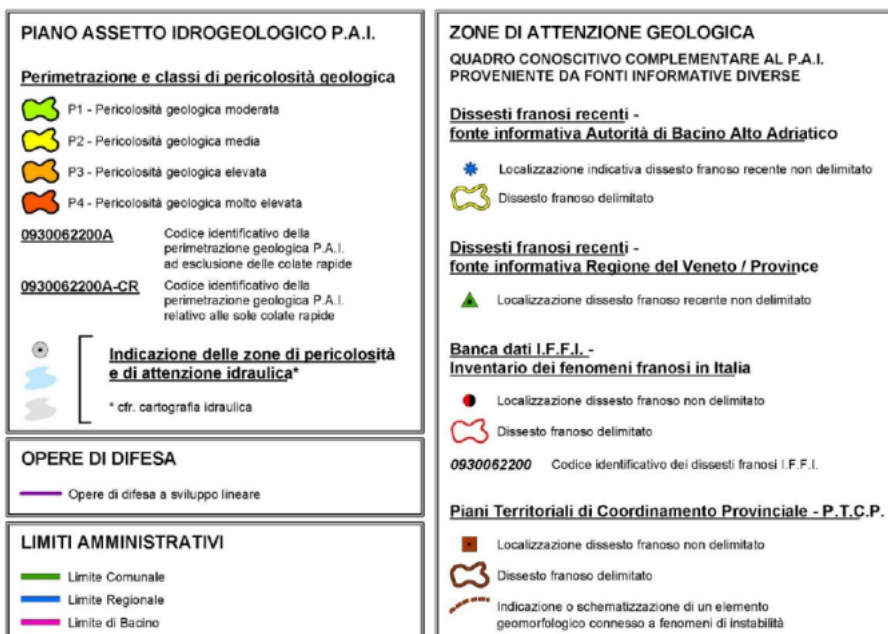 PIANO ASSETTO IDROGEOLOGICO P.A.I.
Perimetrazione e classi di pericolosità geologica
P1 - Pericolosità geologica moderata
P2 - Pericolosità geologica media
P3 - Pericolosità geologica elevata
P4 - Pericolosità geologica molto elevata
0930062200A Codice identificativo della
perimetrazione geologica P.A.I.
ad esclusione delle colate rapide
0930062200A-CR Codice identificativo della
perimetrazione geologica P.A.I.
relativo alle sole colate rapide
Indicazione delle zone di pericolosità
e di attenzione idraulica*
* cfr. cartografia idraulica
OPERE DI DIFESA
Opere di difesa a sviluppo lineare
LIMITI AMMINISTRATIVI
Limite Comunale
Limite Regionale
Limite di Bacino
ZONE DI ATTENZIONE GEOLOGICA
QUADRO CONOSCITIVO COMPLEMENTARE AL P.A.I.
PROVENIENTE DA FONTI INFORMATIVE DIVERSE
Dissesti franosi recenti -
fonte informativa Autorità di Bacino Alto Adriatico
Localizzazione indicativa dissesto franoso recente non delimitato
Dissesto franoso delimitato
Dissesti franosi recenti -
fonte informativa Regione del Veneto / Province
Localizzazione dissesto franoso recente non delimitato
Banca dati I.F.F.I. -
Inventario dei fenomeni franosi in Italia
Localizzazione dissesto franoso non delimitato
Dissesto franoso delimitato
0930062200 Codice identificativo dei dissesti franosi I.F.F.I.
Piani Territoriali di Coordinamento Provinciale - P.T.C.P.
Localizzazione dissesto franoso non delimitato
Dissesto franoso delimitato
Indicazione o schematizzazione di un elemento
geomorfologico connesso a fenomeni di instabilità